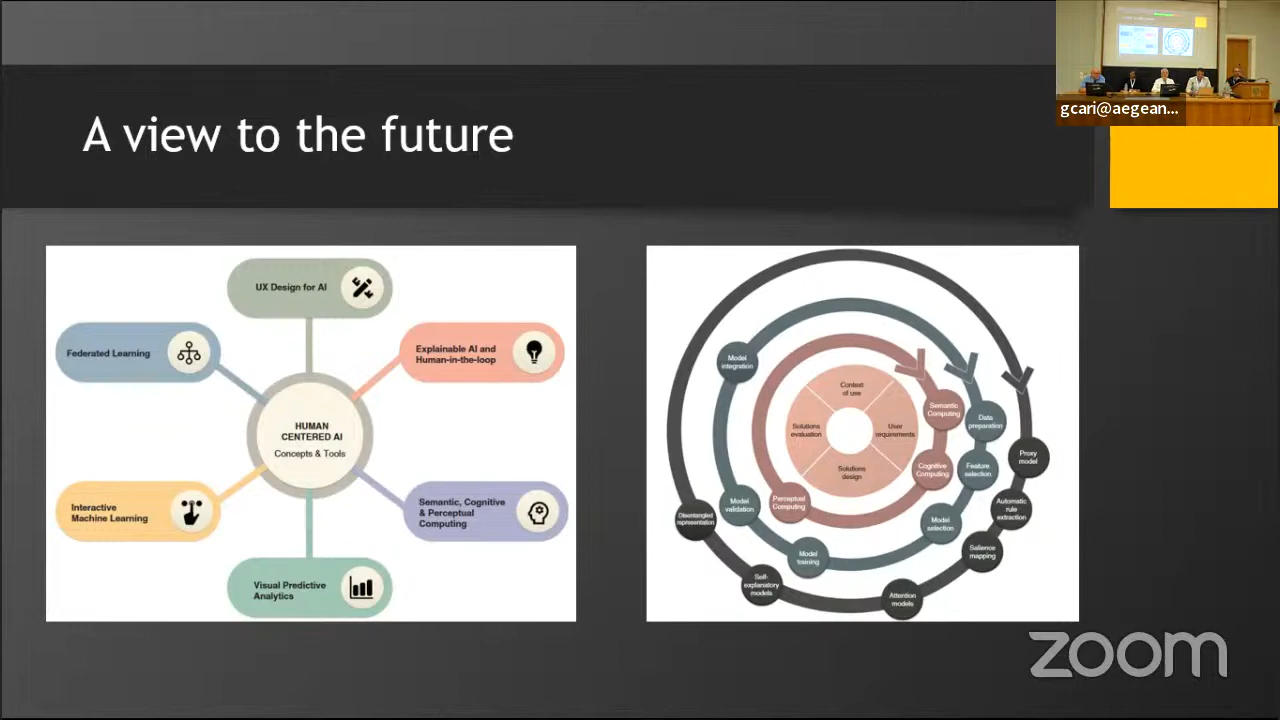 A view to the future
gcari@aegean...
UX Design for AI
Federated Learning
Explainable AI and
Human-in-the-loop
HUMAN
CENTERED AI
Concepts & Tools
Interactive
Machine Learning
Semantic, Cognitive
& Perceptual
Computing
Visual Predictive
Analytics
Model
integration
Context
of use
Solutions
evaluation
User
requirements
Solutions
design
Semantic
Computing
Data
preparation
Cognitive
Computing
Feature
selection
Proxy
model
Perceptual
Computing
Model
validation
Model
selection
Automatic
rule
extraction
Disentangled
representation
Model
training
Salience
mapping
Self-
explanatory
models
Attention
models
zoom